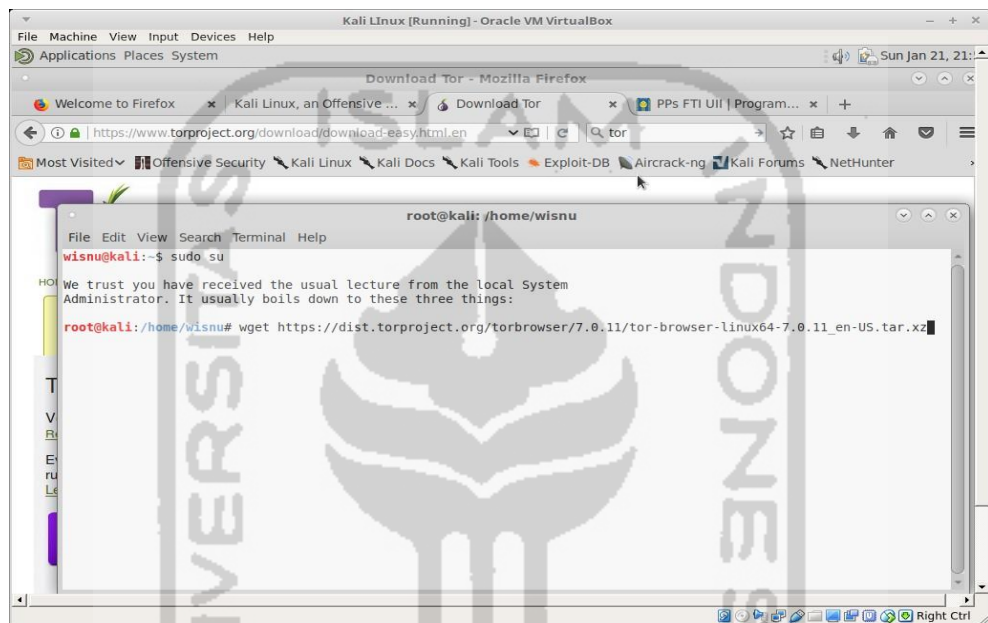 Kali LInux [Running] - Oracle VM VirtualBox
File Machine View Input Devices Help
Applications Places System
Sun Jan 21, 21:
Download Tor - Mozilla Firefox
Welcome to Firefox
Kali Linux, an Offensive ...
Download Tor
PPs FTI UII | Program...
https://www.torproject.org/download/download-easy.html.en
tor
Most Visited
Offensive Security
Kali Linux
Kali Docs
Kali Tools
Exploit-DB
Aircrack-ng
Kali Forums
NetHunter
root@kali: /home/wisnu
File Edit View Search Terminal Help
wisnu@kali:~$ sudo su
We trust you have received the usual lecture from the local System
Administrator. It usually boils down to these three things:
root@kali:/home/wisnu# wget https://dist.torproject.org/torbrowser/7.0.11/tor-browser-linux64-7.0.11_en-US.tar.xz
Right Ctrl
ISLAM